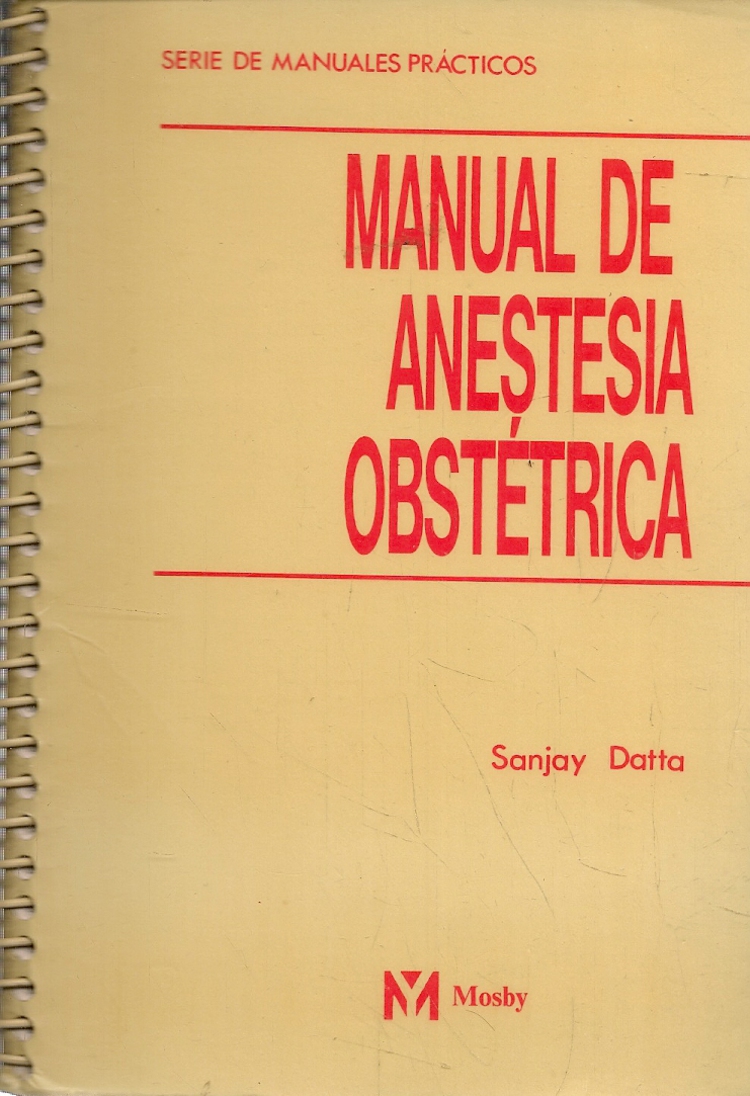 SERIE DE MANUALES PRÁCTICOS
MANUAL DE
ANESTESIA
OBSTÉTRICA
Sanjay Datta
Mosby